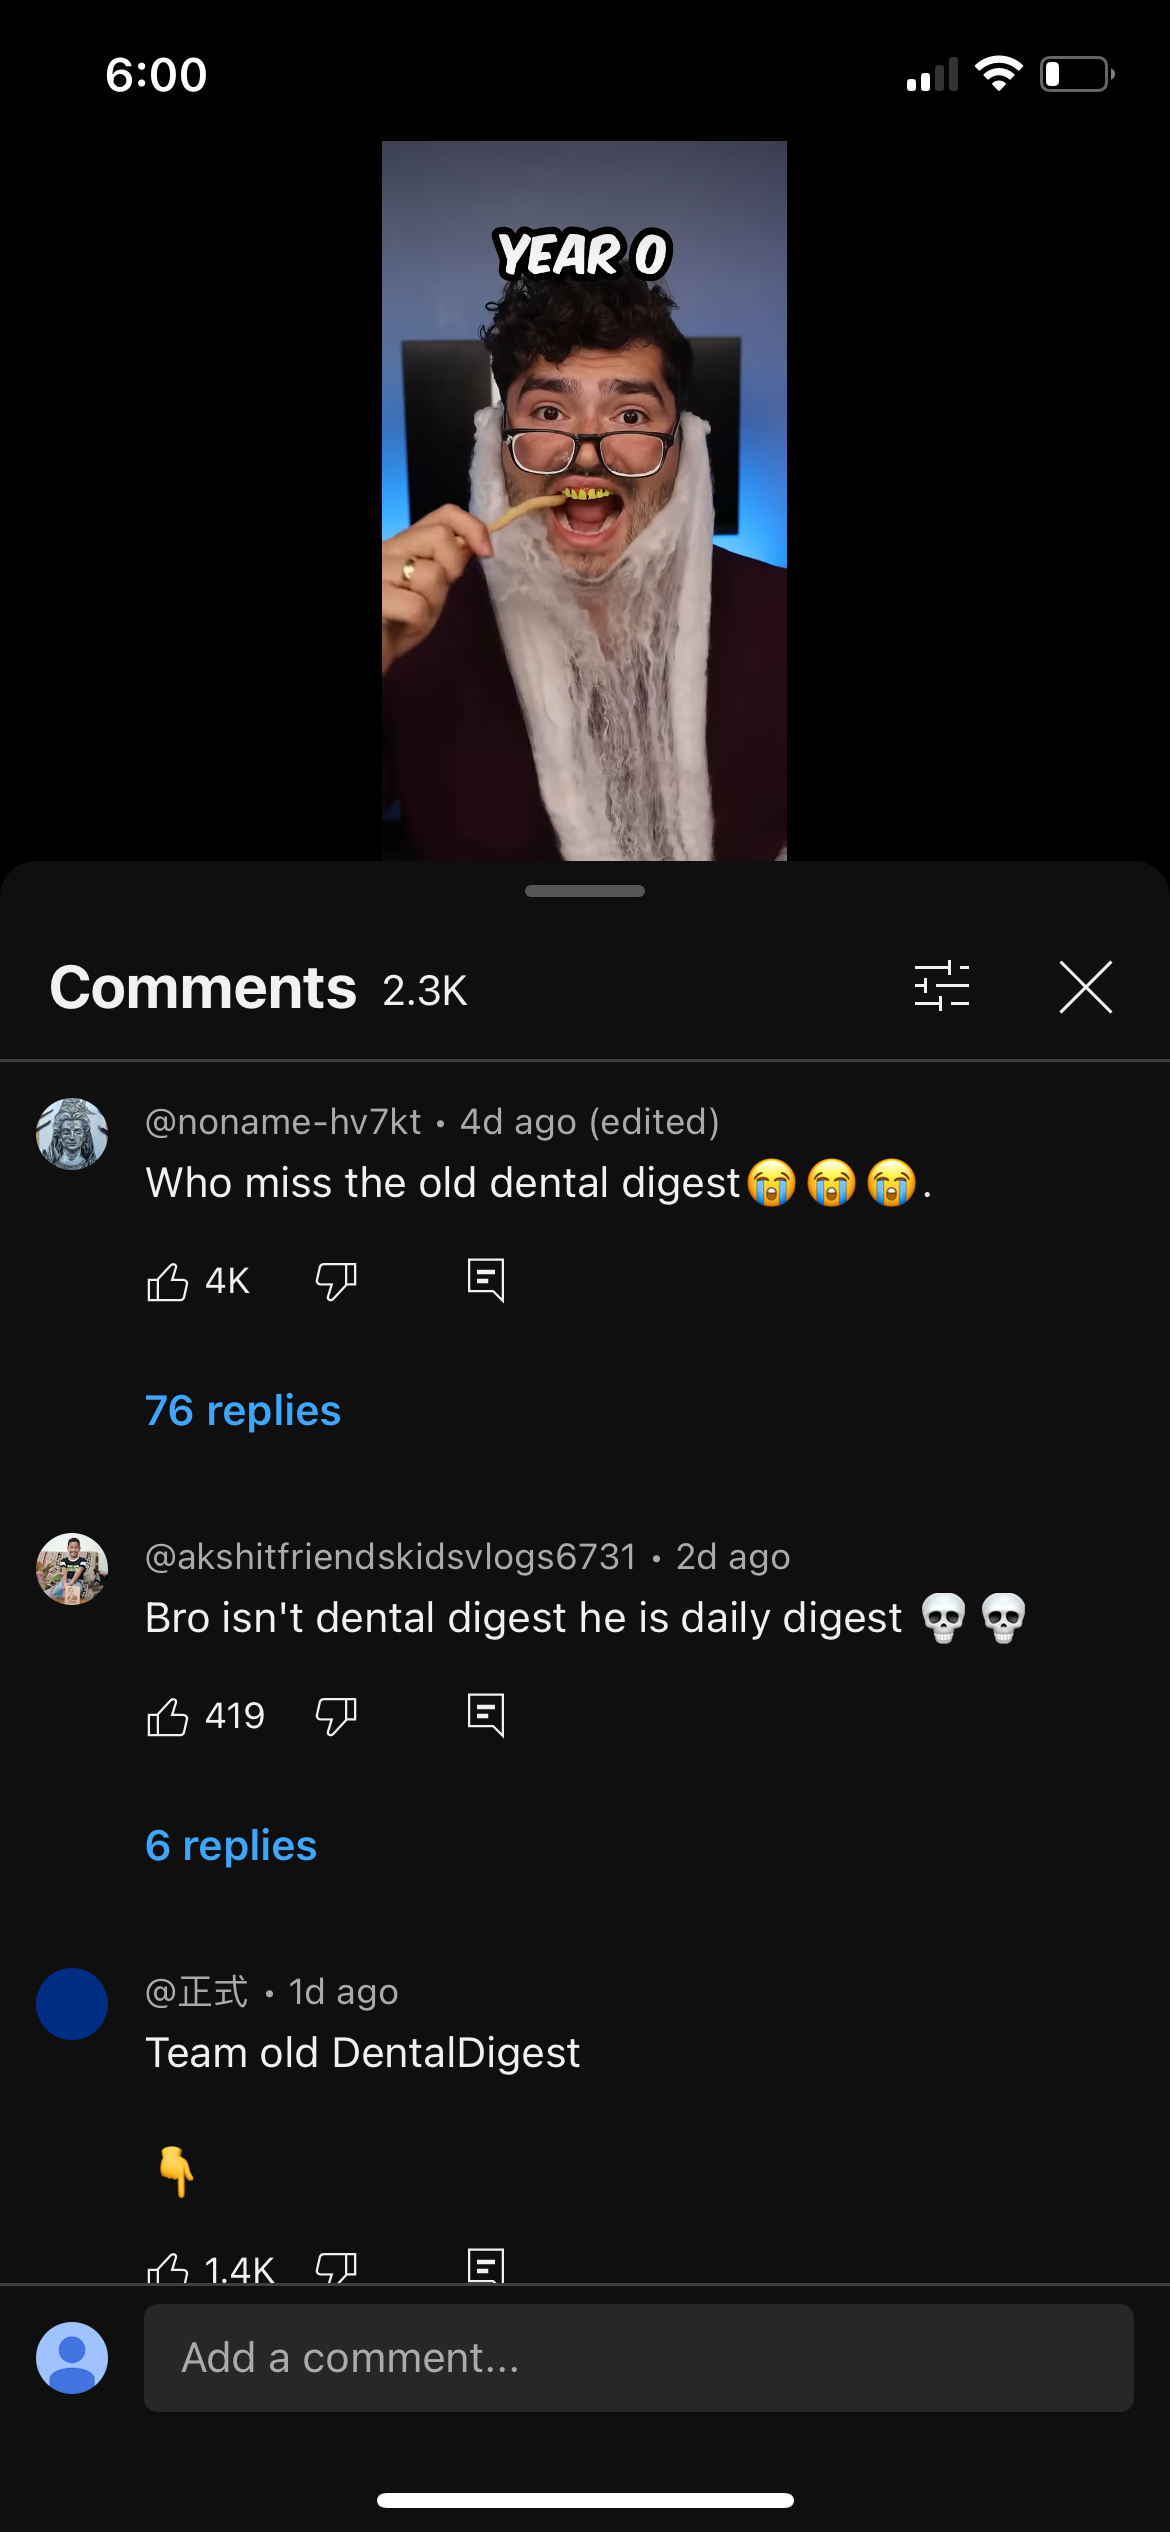 6:00
YEAR 0
Comments 2.3K
@noname-hv7kt • 4d ago (edited)
Who miss the old dental digest😭😭😭.
4K
76 replies
@akshitfriendskidsvlogs6731 • 2d ago
Bro isn't dental digest he is daily digest 💀💀
419
6 replies
@正式 • 1d ago
Team old DentalDigest
👇
1.4K
Add a comment...